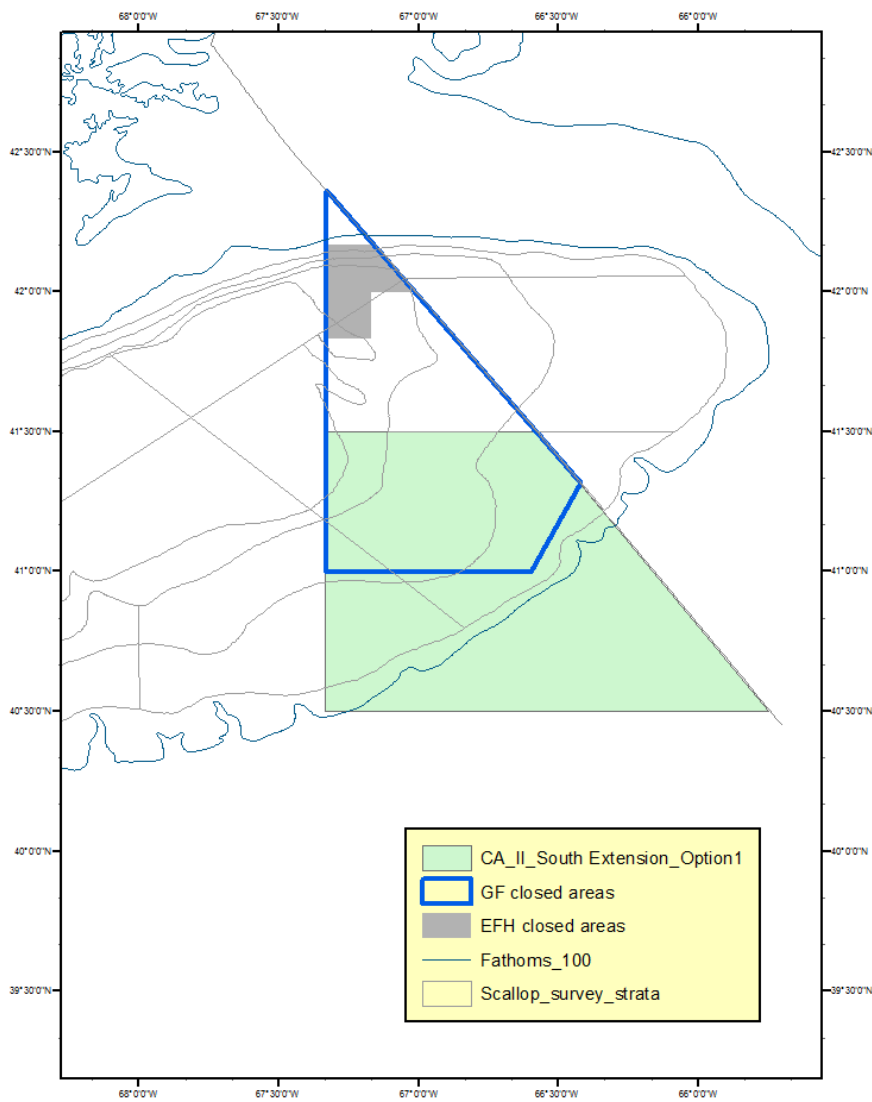 68°0'0"W 67°30'0"W 67°0'0"W 66°30'0"W 66°0'0"W
42°30'0"N 42°30'0"N
42°0'0"N 42°0'0"N
41°30'0"N 41°30'0"N
41°0'0"N 41°0'0"N
40°30'0"N 40°30'0"N
40°0'0"N 40°0'0"N
39°30'0"N 39°30'0"N
CA_II_South Extension_Option1
GF closed areas
EFH closed areas
Fathoms_100
Scallop_survey_strata
68°0'0"W 67°30'0"W 67°0'0"W 66°30'0"W 66°0'0"W